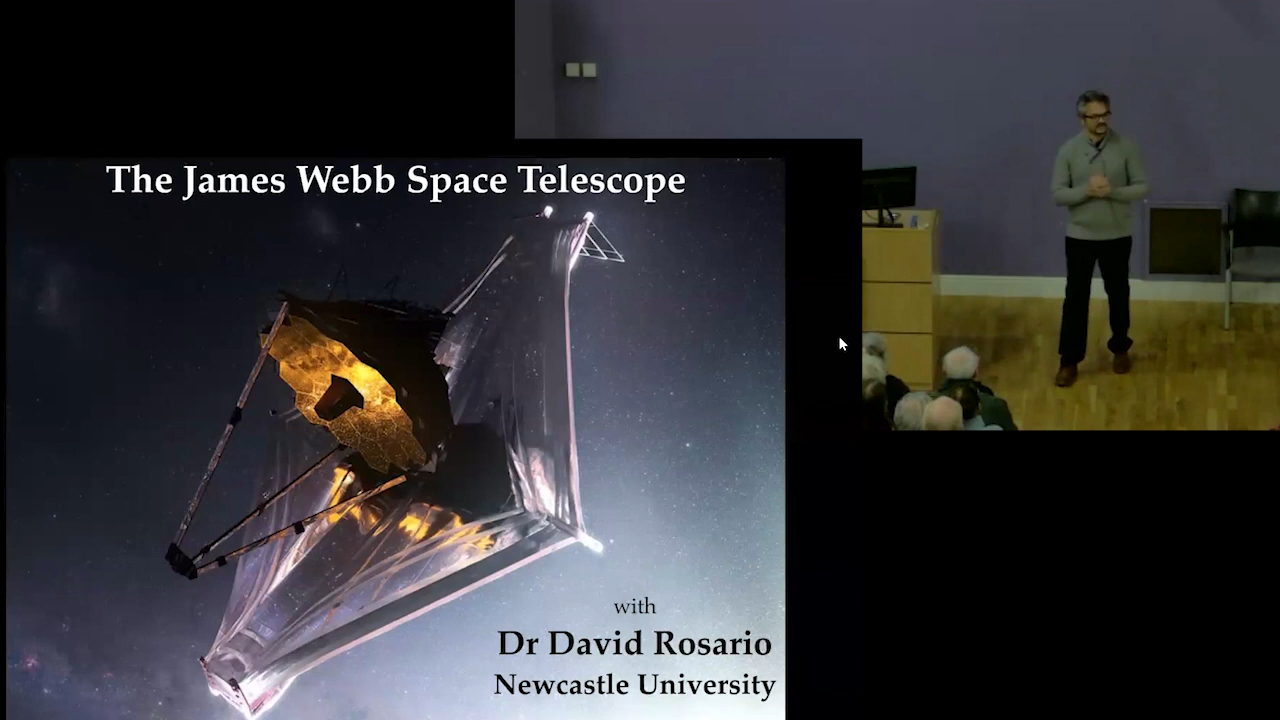 The James Webb Space Telescope
with
Dr David Rosario
Newcastle University